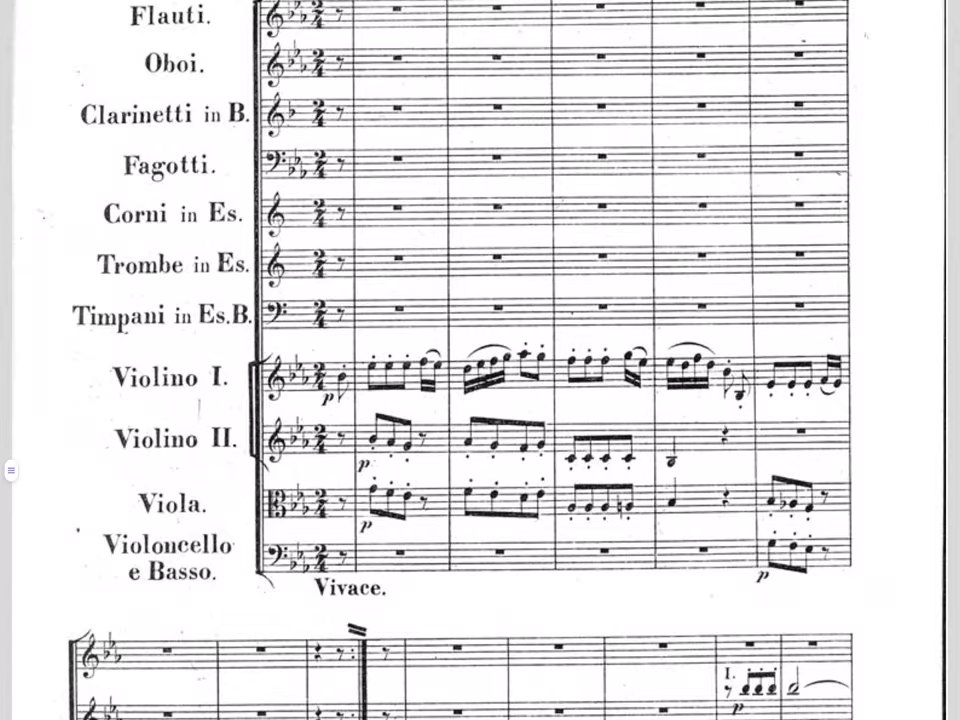 Flauti.
Oboi.
Clarinetti in B.
Fagotti.
Corni in Es.
Trombe in Es.
Timpani in Es.B.
Violino I.
p
Violino II.
p
Viola.
p
Violoncello
e Basso.
p
Vivace.
I.
p